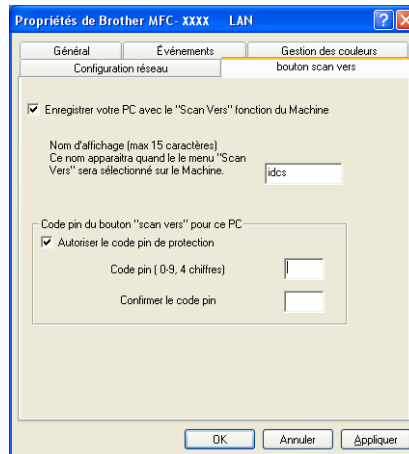 Propriétés de Brother MFC- XXXX LAN
Général Événements Gestion des couleurs
Configuration réseau bouton scan vers
Enregistrer votre PC avec le "Scan Vers" fonction du Machine
Nom d'affichage (max 15 caractères)
Ce nom apparaitra quand le le menu "Scan
Vers" sera sélectionné sur le Machine.
idcs
Code pin du bouton "scan vers" pour ce PC
Autoriser le code pin de protection
Code pin ( 0-9, 4 chiffres)
Confirmer le code pin
OK Annuler Appliquer